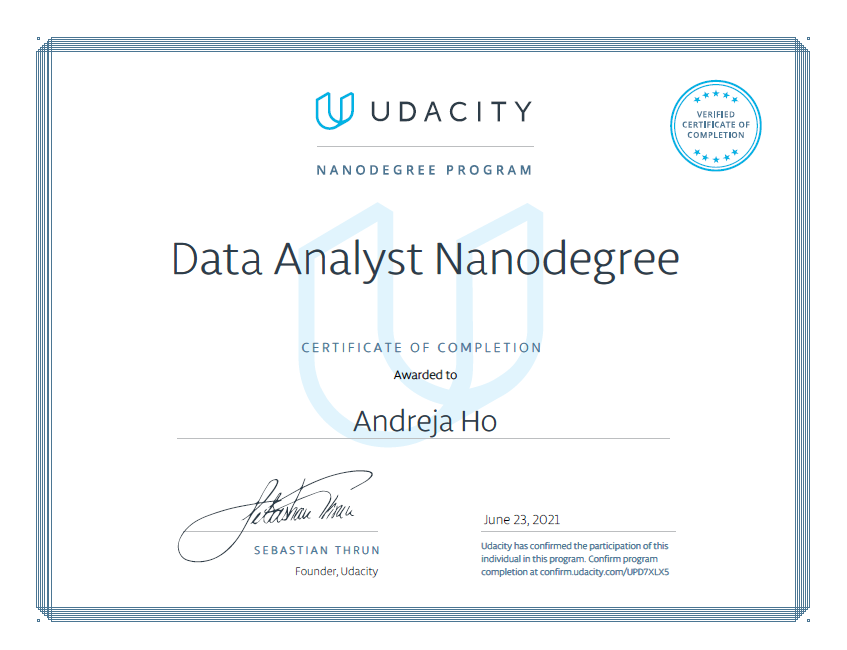 UDACITY
VERIFIED
CERTIFICATE OF
COMPLETION
NANODEGREE PROGRAM
Data Analyst Nanodegree
CERTIFICATE OF COMPLETION
Awarded to
Andreja Ho
Sebastian Thrun
SEBASTIAN THRUN
Founder, Udacity
June 23, 2021
Udacity has confirmed the participation of this
individual in this program. Confirm program
completion at confirm.udacity.com/UPD7XLX5